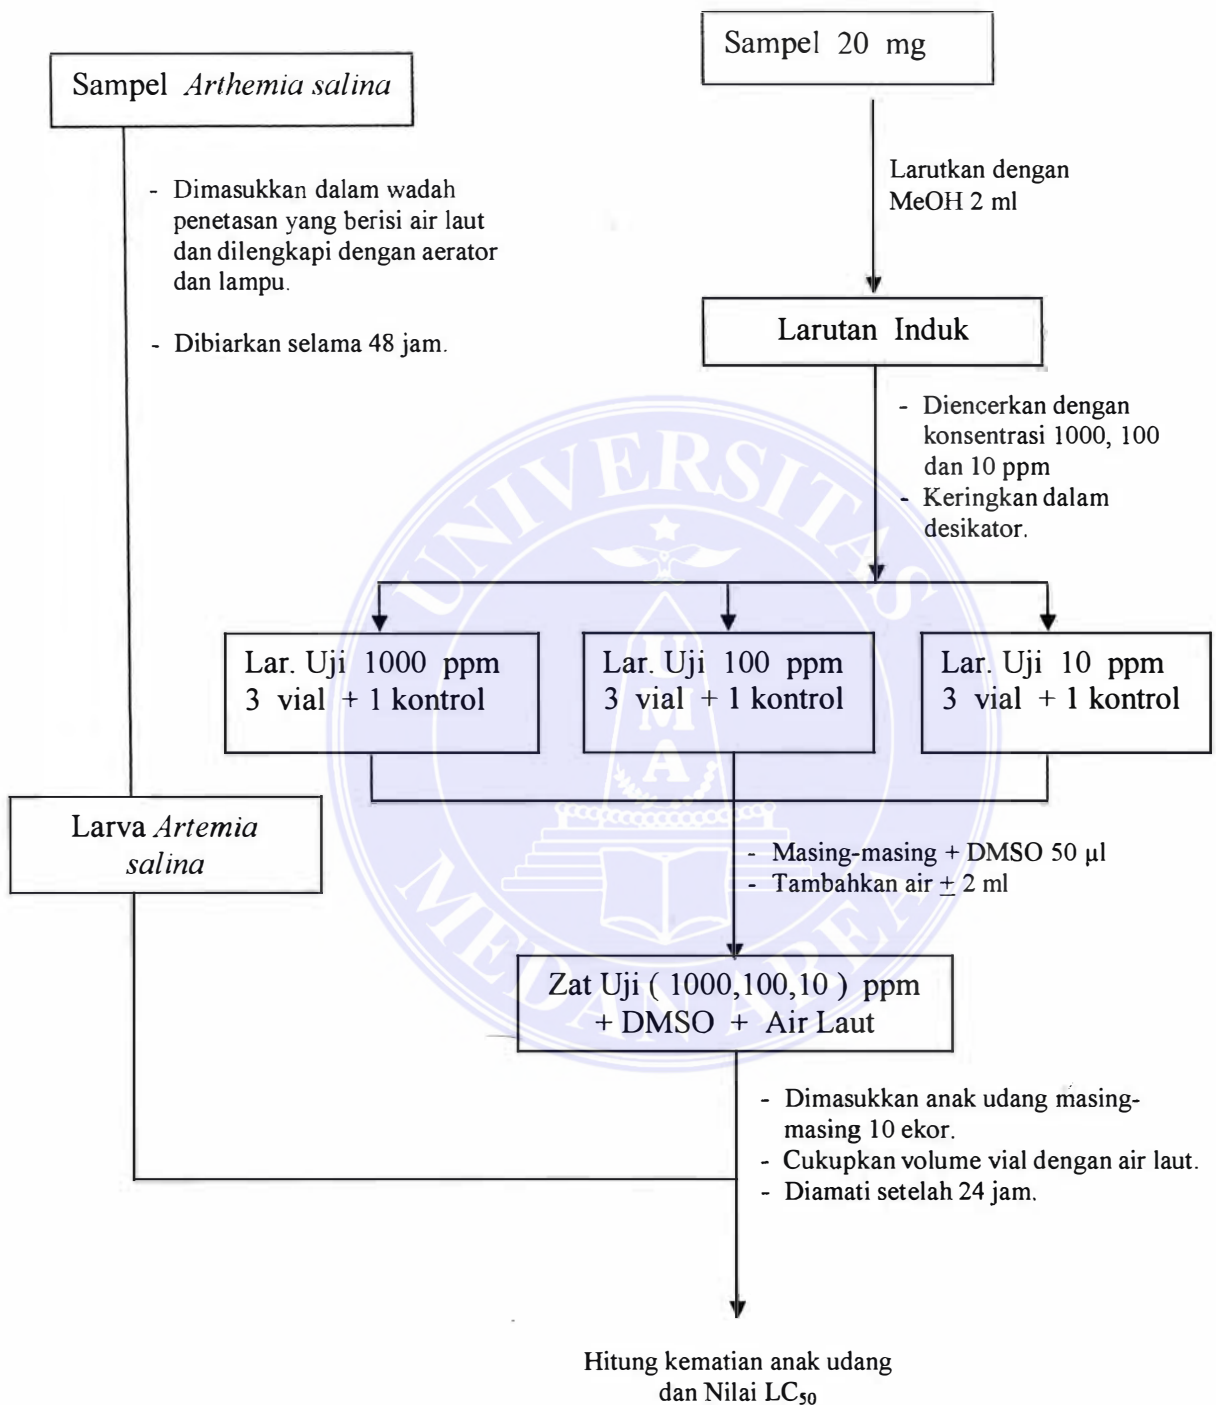 Sampel 20 mg
Sampel Arthemia salina
Larutkan dengan
MeOH 2 ml
- Dimasukkan dalam wadah
penetasan yang berisi air laut
dan dilengkapi dengan aerator
dan lampu.
- Dibiarkan selama 48 jam.
Larutan Induk
- Diencerkan dengan
konsentrasi 1000, 100
dan 10 ppm
- Keringkan dalam
desikator.
Lar. Uji 1000 ppm
3 vial + 1 kontrol
Lar. Uji 100 ppm
3 vial + 1 kontrol
Lar. Uji 10 ppm
3 vial + 1 kontrol
Larva Artemia
salina
- Masing-masing + DMSO 50 µl
- Tambahkan air ± 2 ml
Zat Uji ( 1000,100,10 ) ppm
+ DMSO + Air Laut
- Dimasukkan anak udang masing-
masing 10 ekor.
- Cukupkan volume vial dengan air laut.
- Diamati setelah 24 jam.
Hitung kematian anak udang
dan Nilai LC₅₀
UNIVERSITAS
MEDAN AREA
U
M
A